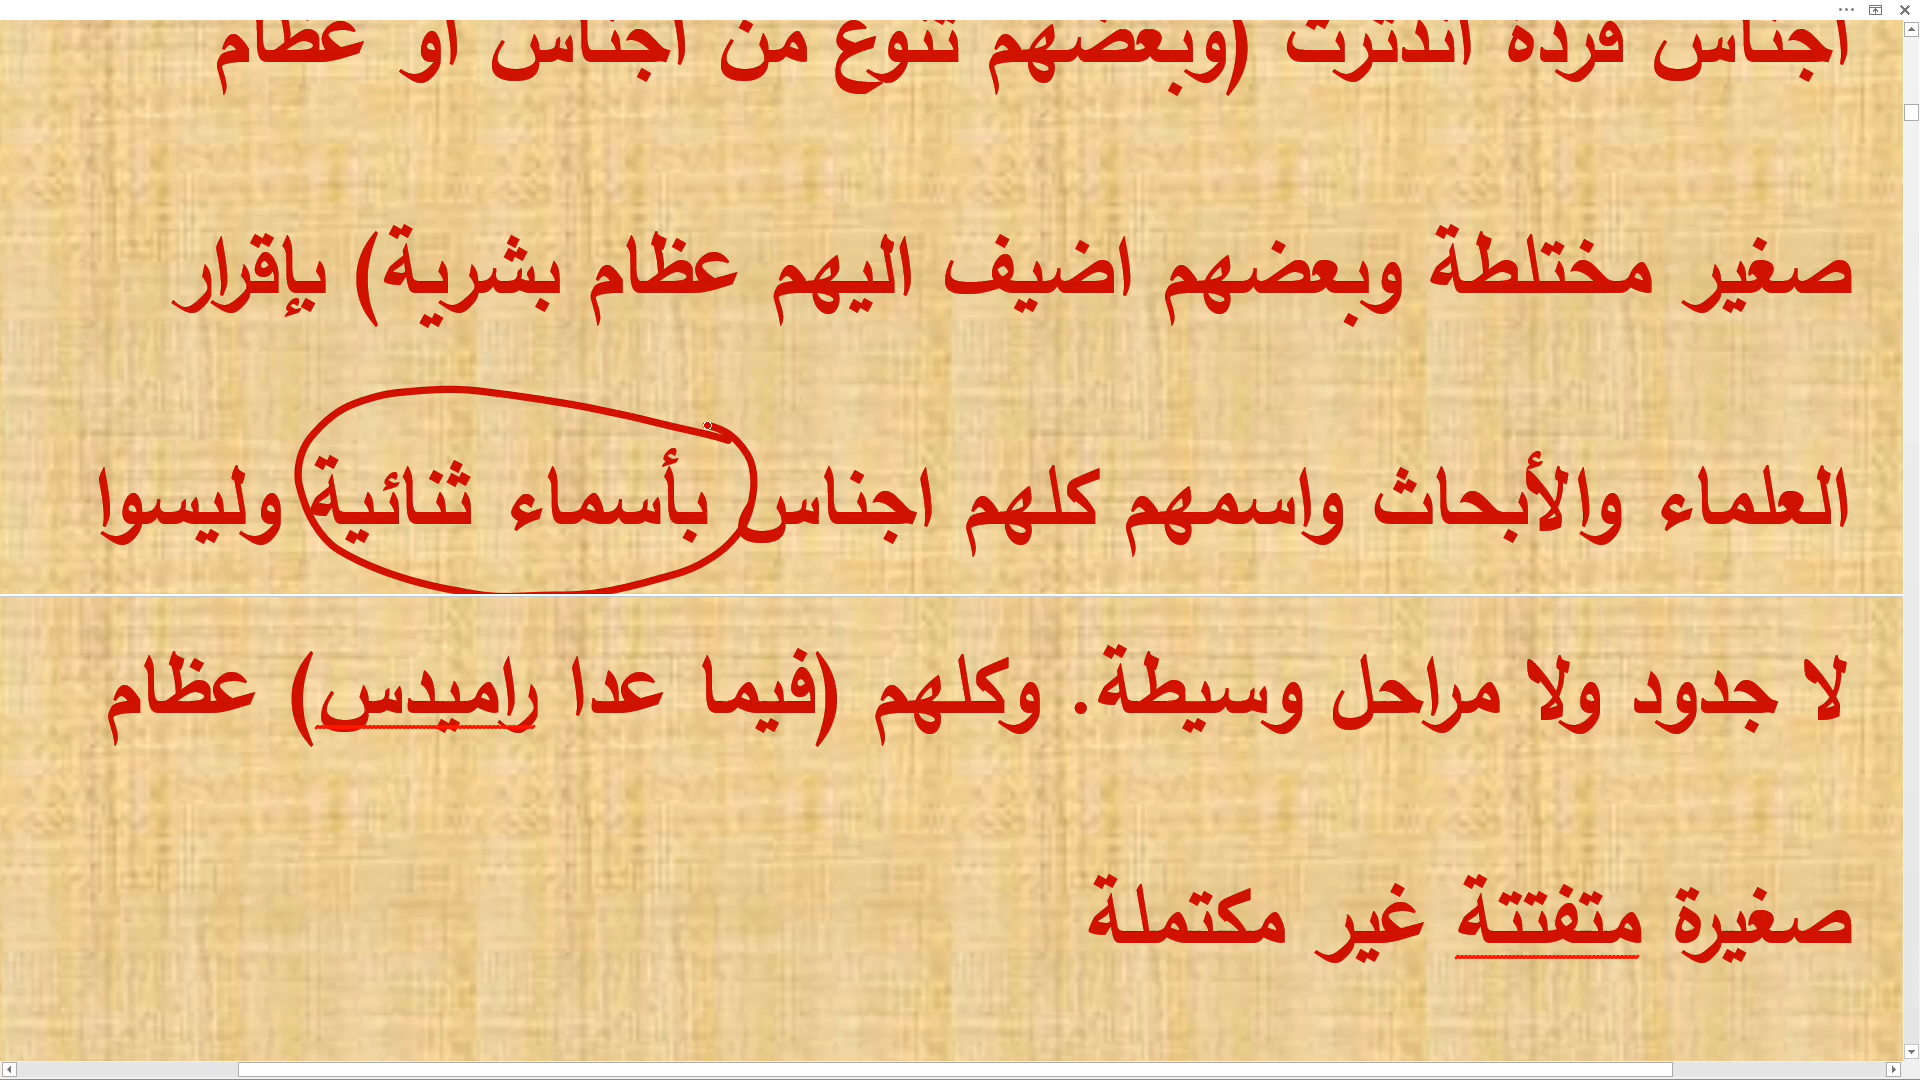 اجناس قردة اندثرت (وبعضهم تنوع من اجناس او عظام
صغير مختلطة وبعضهم اضيف اليهم عظام بشرية) بإقرار
العلماء والأبحاث واسمهم كلهم اجناس بأسماء ثنائية وليسوا
لا جدود ولا مراحل وسيطة. وكلهم (فيما عدا راميدس) عظام
صغيرة متفتتة غير مكتملة